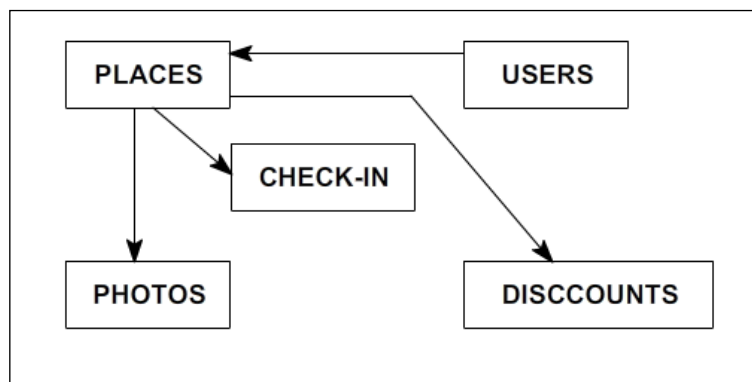 PLACES
USERS
CHECK-IN
PHOTOS
DISCCOUNTS